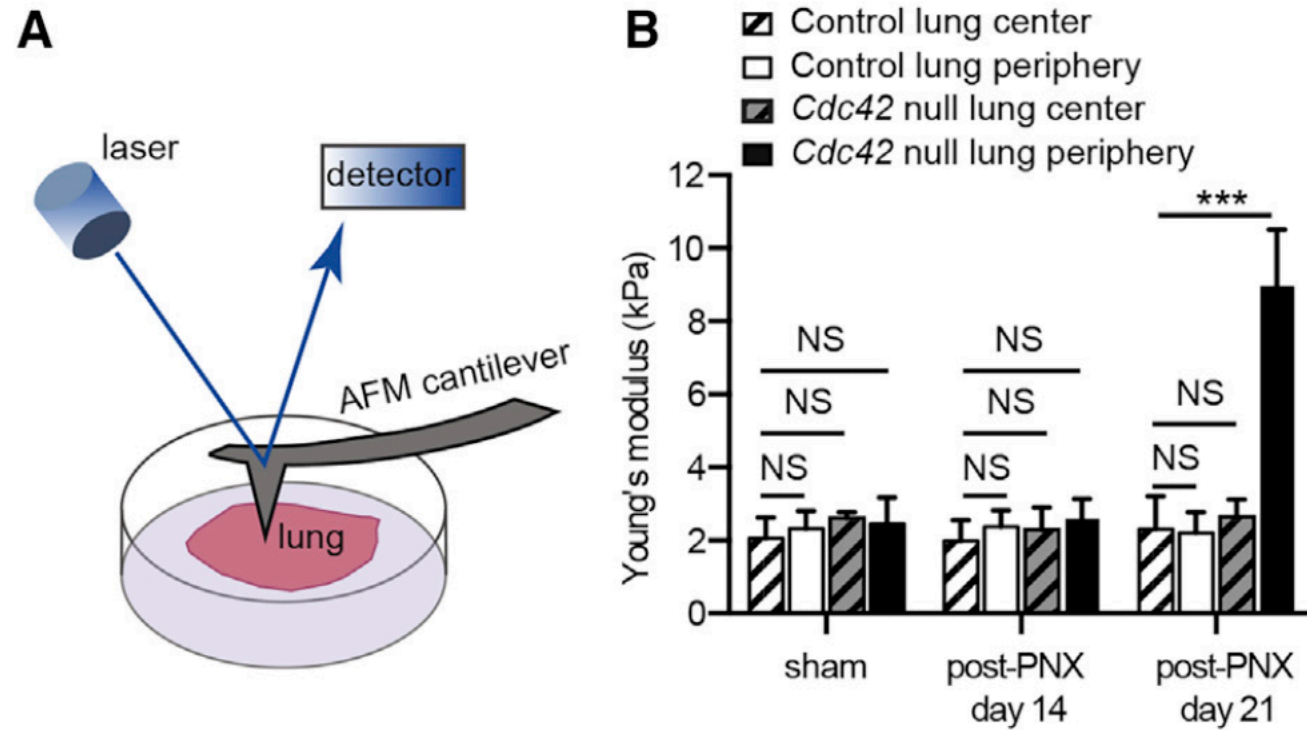 A
laser
detector
AFM cantilever
lung
B
Control lung center
Control lung periphery
Cdc42 null lung center
Cdc42 null lung periphery
Young's modulus (kPa)
12
10
8
6
4
2
0
NS
NS
NS
NS
NS
NS
***
NS
NS
sham
post-PNX
day 14
post-PNX
day 21